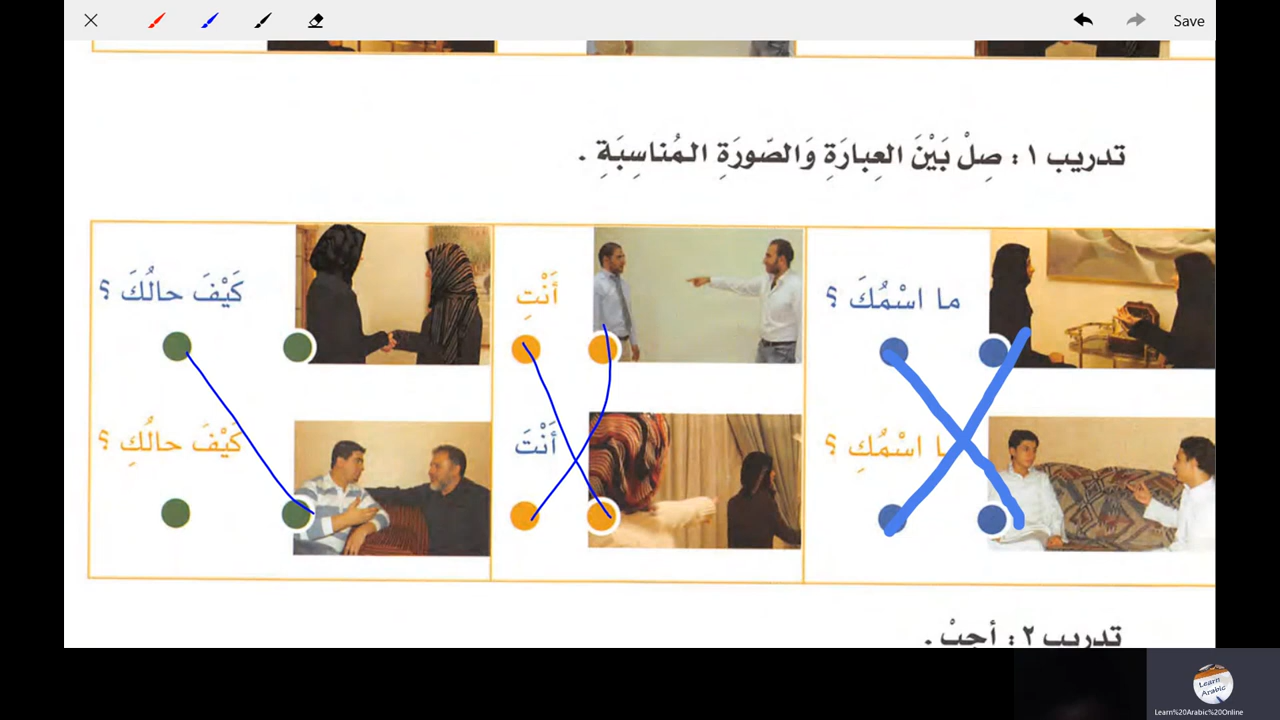 Save
تدريب ١ : صِلْ بَيْنَ العِبارَةِ وَالصّورَةِ المُناسِبَةِ .
ما اسْمُكَ ؟
أَنْتِ
كَيْفَ حالُكَ ؟
ما اسْمُكِ ؟
أَنْتَ
كَيْفَ حالُكِ ؟
تدريب ٢ : أجِبْ .
Learn Arabic
Learn%20Arabic%20Online